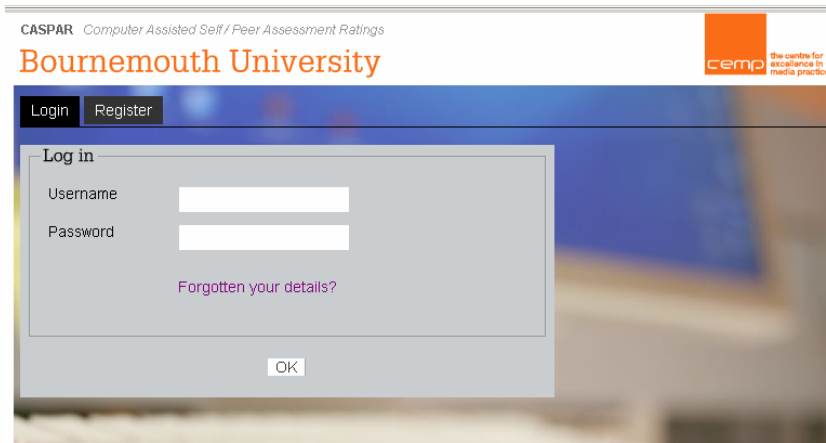 CASPAR Computer Assisted Self / Peer Assessment Ratings
Bournemouth University
cemp
the centre for
excellence in
media practice
Login Register
Log in
Username
Password
Forgotten your details?
OK